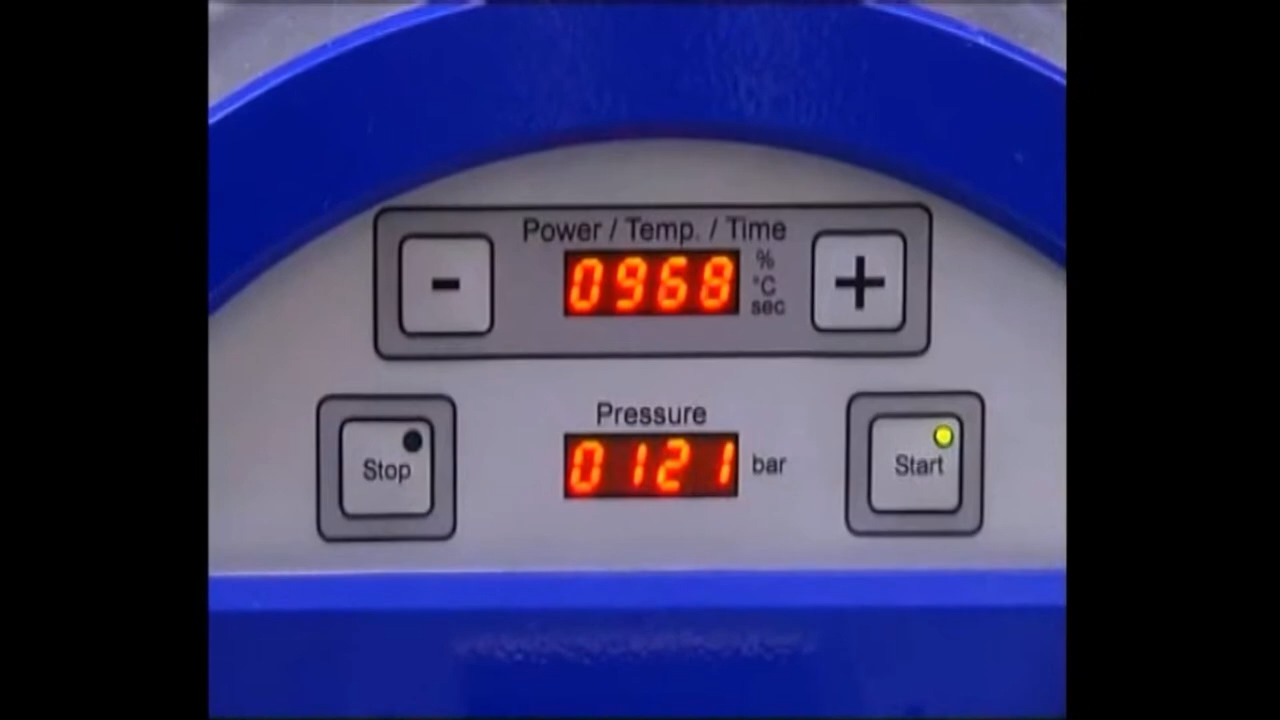 Power / Temp. / Time
-
0968
%
°C
sec
+
Pressure
Stop
0121
bar
Start